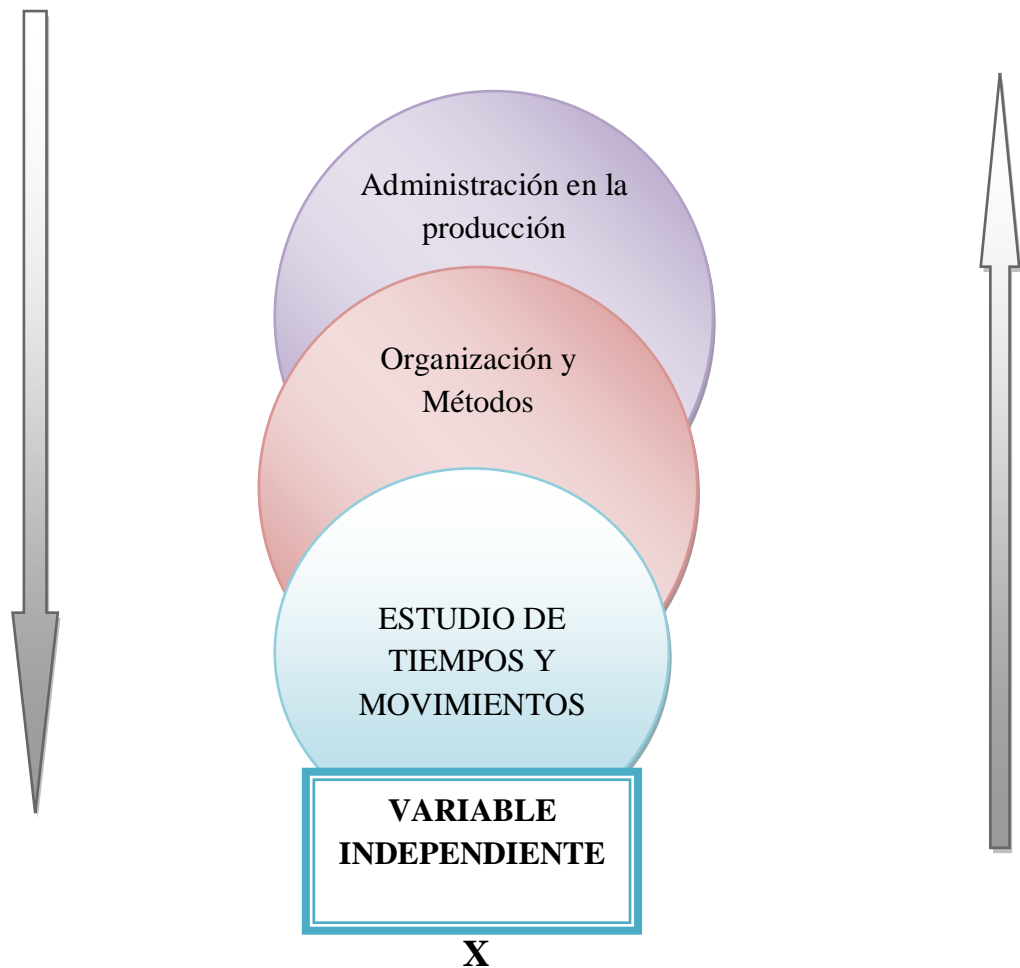 Administración en la
producción
Organización y
Métodos
ESTUDIO DE
TIEMPOS Y
MOVIMIENTOS
VARIABLE
INDEPENDIENTE
X